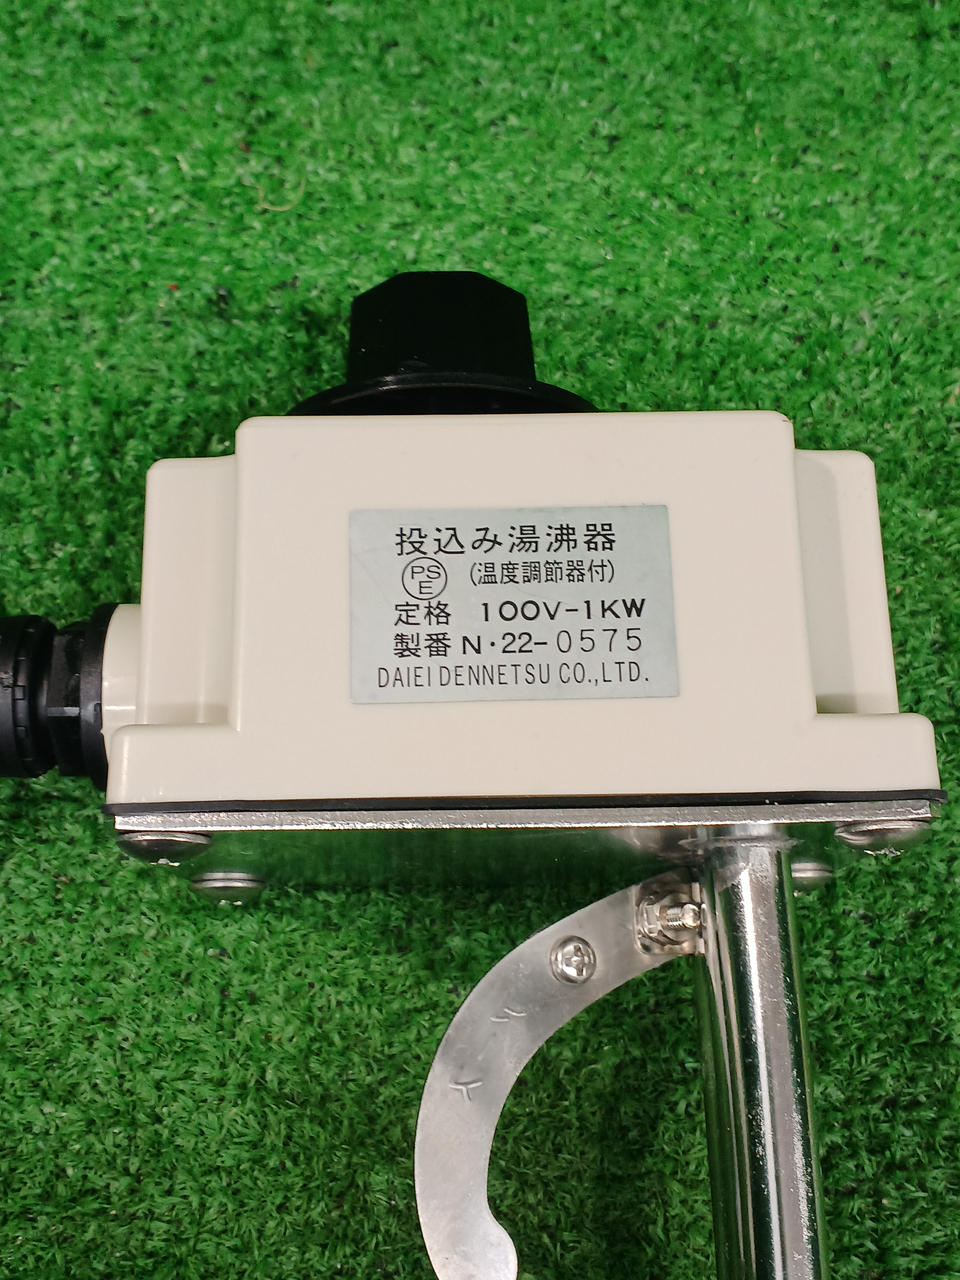 投込み湯沸器
PSE (温度調節器付)
定格 100V-1KW
製番 N・22-0575
DAIEI DENNETSU CO.,LTD.